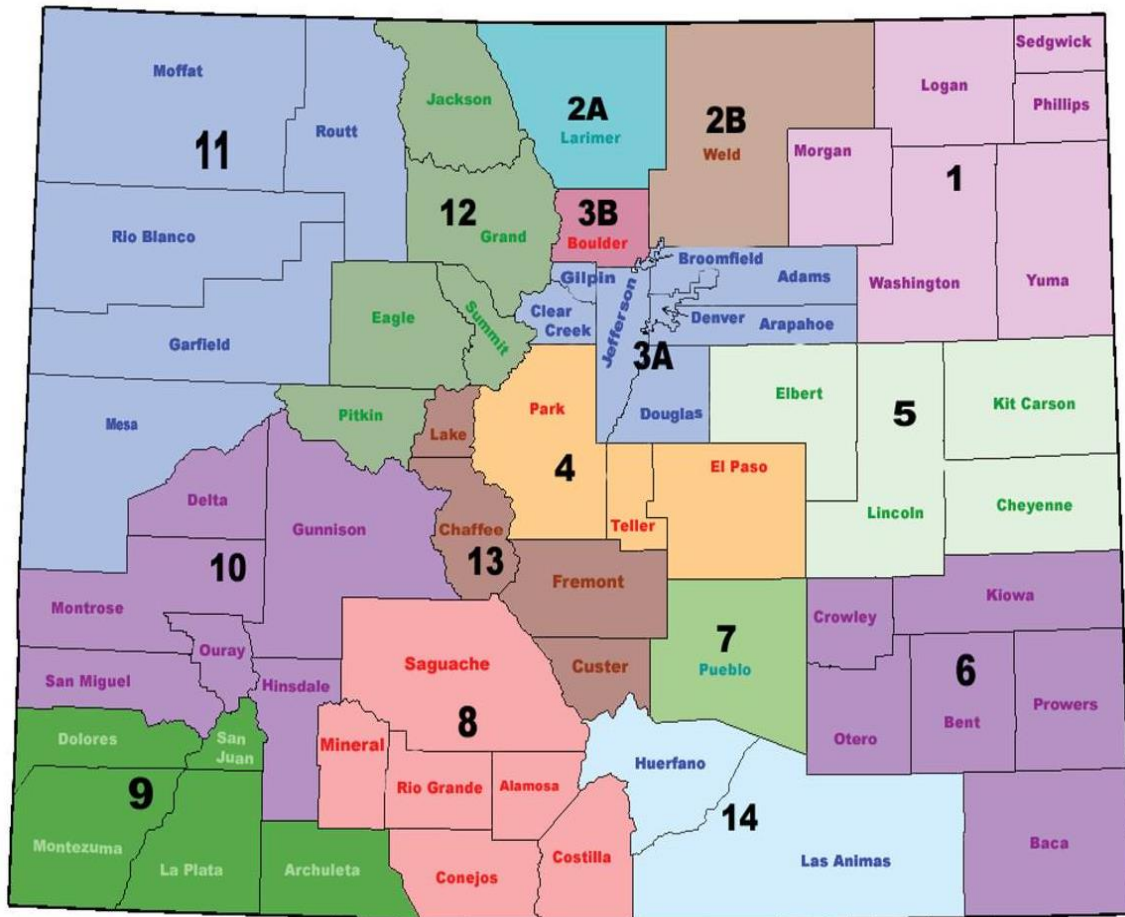 Moffat
11
Routt
Jackson
2A
Larimer
2B
Weld
Logan
Sedgwick
Phillips
Morgan
1
Rio Blanco
12
Grand
3B
Boulder
Washington
Yuma
Garfield
Eagle
Summit
Gilpin
Clear
Creek
Jefferson
Broomfield
Adams
Denver
Arapahoe
3A
Douglas
Mesa
Pitkin
Lake
Park
4
Elbert
5
Kit Carson
Delta
Gunnison
Chaffee
13
Teller
El Paso
Lincoln
Cheyenne
10
Montrose
Ouray
Fremont
Crowley
Kiowa
San Miguel
Hinsdale
Saguache
8
Custer
7
Pueblo
6
Bent
Otero
Prowers
Dolores
San
Juan
9
Mineral
Rio Grande
Alamosa
Huerfano
14
Las Animas
Baca
Montezuma
La Plata
Archuleta
Conejos
Costilla